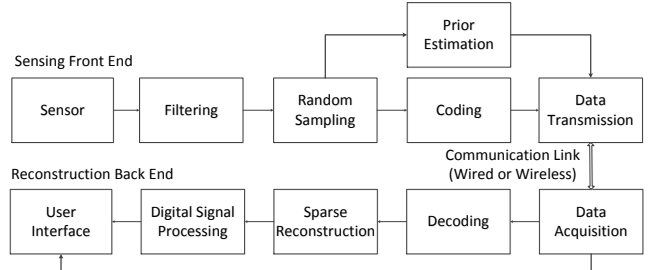 Prior
Estimation
Sensing Front End
Sensor
Filtering
Random
Sampling
Coding
Data
Transmission
Communication Link
(Wired or Wireless)
Reconstruction Back End
User
Interface
Digital Signal
Processing
Sparse
Reconstruction
Decoding
Data
Acquisition